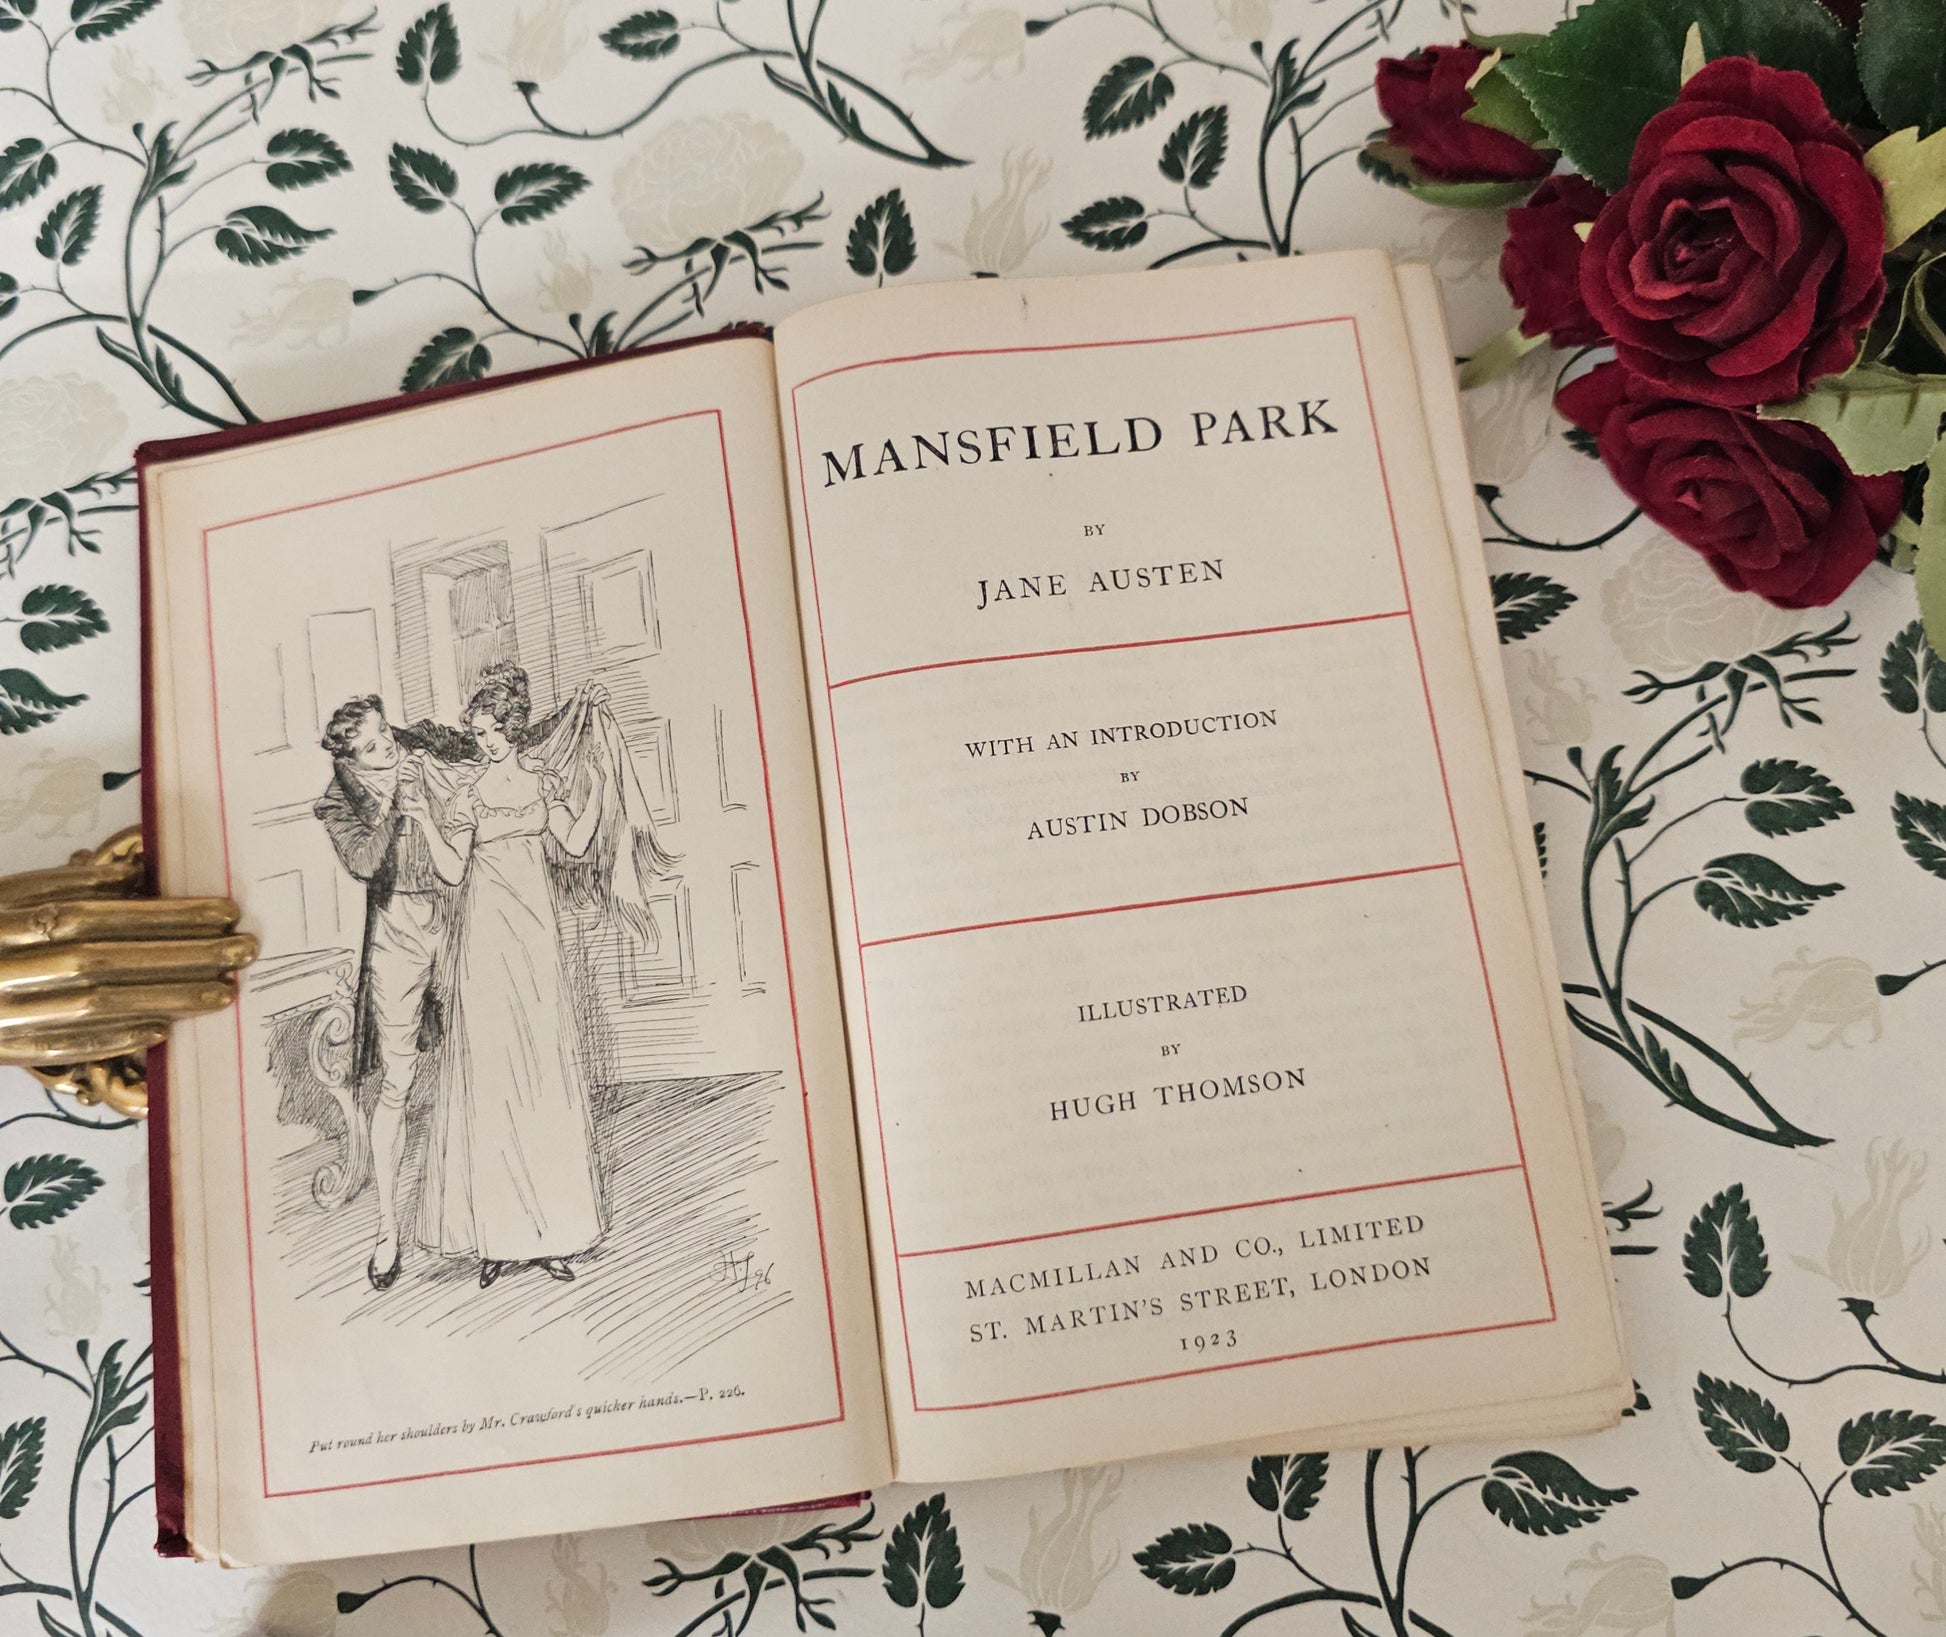 H.T 96
Put round her shoulders by Mr. Crawford's quicker hands.—P. 226.
MANSFIELD PARK
BY
JANE AUSTEN
WITH AN INTRODUCTION
BY
AUSTIN DOBSON
ILLUSTRATED
BY
HUGH THOMSON
MACMILLAN AND CO., LIMITED
ST. MARTIN'S STREET, LONDON
1923